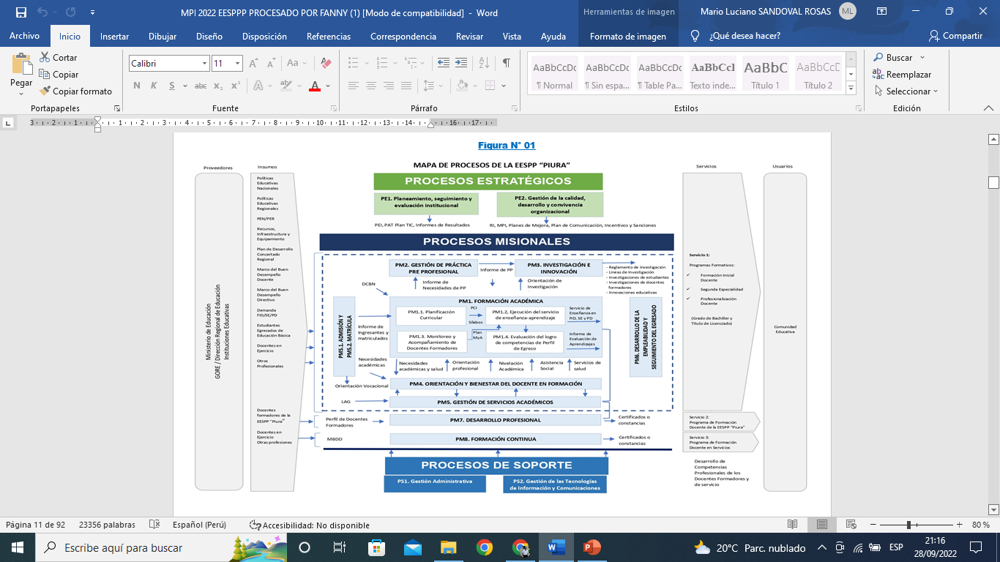 MPI 2022 EESPPP PROCESADO POR FANNY (1) [Modo de compatibilidad] - Word
Herramientas de imagen
Mario Luciano SANDOVAL ROSAS
ML
Archivo
Inicio
Insertar
Dibujar
Diseño
Disposición
Referencias
Correspondencia
Revisar
Vista
Ayuda
Formato de imagen
¿Qué desea hacer?
Compartir
Pegar
Cortar
Copiar
Copiar formato
Portapapeles
Calibri
11
Fuente
Párrafo
AaBbCcDc
¶ Normal
AaBbCcDc
¶ Sin espa...
AaBbCcDc
¶ Table Pa...
AaBbCcI
Texto inde...
AaBbC
Título 1
AaBbCcD
Título 2
Estilos
Buscar
Reemplazar
Seleccionar
Edición
Figura N° 01
MAPA DE PROCESOS DE LA EESPP “PIURA”
Proveedores
Insumos
Servicios
Usuarios
Ministerio de Educación
GORE / Dirección Regional de Educación
Instituciones Educativas
Políticas
Educativas
Nacionales
Políticas
Educativas
Regionales
PEN/PER
Recursos,
Infraestructura y
Equipamiento
Plan de Desarrollo
Concertado
Regional
Marco del Buen
Desempeño
Docente
Marco del Buen
Desempeño
Directivo
Demanda
FID/SE/PD
Estudiantes
Egresados de
Educación Básica
Docentes en
Ejercicio
Otros
Profesionales
Docentes
formadores de la
EESPP “Piura”
Docentes en
Ejercicio
Otras profesiones
PROCESOS ESTRATÉGICOS
PE1. Planeamiento, seguimiento y
evaluación institucional
PE2. Gestión de la calidad,
desarrollo y convivencia
organizacional
PEI, PAT Plan TIC, Informes de Resultados
RI, MPI, Planes de Mejora, Plan de Comunicación, Incentivos y Sanciones
PROCESOS MISIONALES
PM2. GESTIÓN DE PRÁCTICA
PRE PROFESIONAL
Informe de PP
PM3. INVESTIGACIÓN E
INNOVACIÓN
- Reglamento de Investigación
- Líneas de Investigación
- Investigaciones de estudiantes
- Investigaciones de docentes
formadores
- Innovaciones educativas
DCBN
Informe de
Necesidades de PP
Orientación de
Investigación
PM5.1. ADMISIÓN Y
PM5.2. MATRÍCULA
Informe de
Ingresantes y
matriculados
PM1. FORMACIÓN ACADÉMICA
PM1.1. Planificación
Curricular
PCI
Sílabos
PM1.2, Ejecución del servicio
de enseñanza-aprendizaje
Servicio de
Enseñanza en
FID, SE y PD
PM1.3. Monitoreo y
Acompañamiento de
Docentes Formadores
Plan
MyA
PM1.4. Evaluación del logro
de competencias de Perfil
de Egreso
Informe de
Evaluación de
Aprendizajes
PM6. DESARROLLO DE LA
EMPLEABILIDAD Y
SEGUIMIENTO DEL EGRESADO
Necesidades
académicas
Necesidades
académicas y salud
Orientación
profesional
Nivelación
Académica
Asistencia
Social
Servicios de
salud
Orientación Vocacional
PM4. ORIENTACIÓN Y BIENESTAR DEL DOCENTE EN FORMACIÓN
LAG
PM5. GESTIÓN DE SERVICIOS ACADÉMICOS
Perfil de Docentes
Formadores
PM7. DESARROLLO PROFESIONAL
Certificados o
constancias
MBDD
PM8. FORMACIÓN CONTINUA
Certificados o
constancias
PROCESOS DE SOPORTE
PS1. Gestión Administrativa
PS2. Gestión de las Tecnologías
de Información y Comunicaciones
Servicio 1:
Programas Formativos:
✓ Formación Inicial
Docente
✓ Segunda Especialidad
✓ Profesionalización
Docente
(Grado de Bachiller y
Título de Licenciado)
Servicio 2:
Programa de Formación
Docente de la EESPP “Piura”
Servicio 3:
Programa de Formación
Docente en Servicios
Desarrollo de
Competencias
Profesionales de los
Docentes Formadores y
de servicio
Comunidad
Educativa
Página 11 de 92
23356 palabras
Español (Perú)
Accesibilidad: No disponible
80 %
Escribe aquí para buscar
20°C Parc. nublado
ESP
21:16
28/09/2022